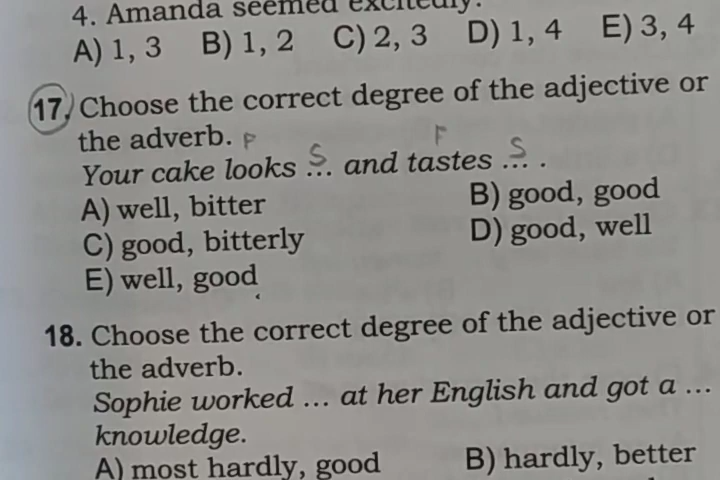 4. Amanda seemed excitedly.
A) 1, 3 B) 1, 2 C) 2, 3 D) 1, 4 E) 3, 4
17. Choose the correct degree of the adjective or
the adverb. P
Your cake looks ... and tastes ... .
A) well, bitter B) good, good
C) good, bitterly D) good, well
E) well, good
18. Choose the correct degree of the adjective or
the adverb.
Sophie worked ... at her English and got a ...
knowledge.
A) most hardly, good B) hardly, better